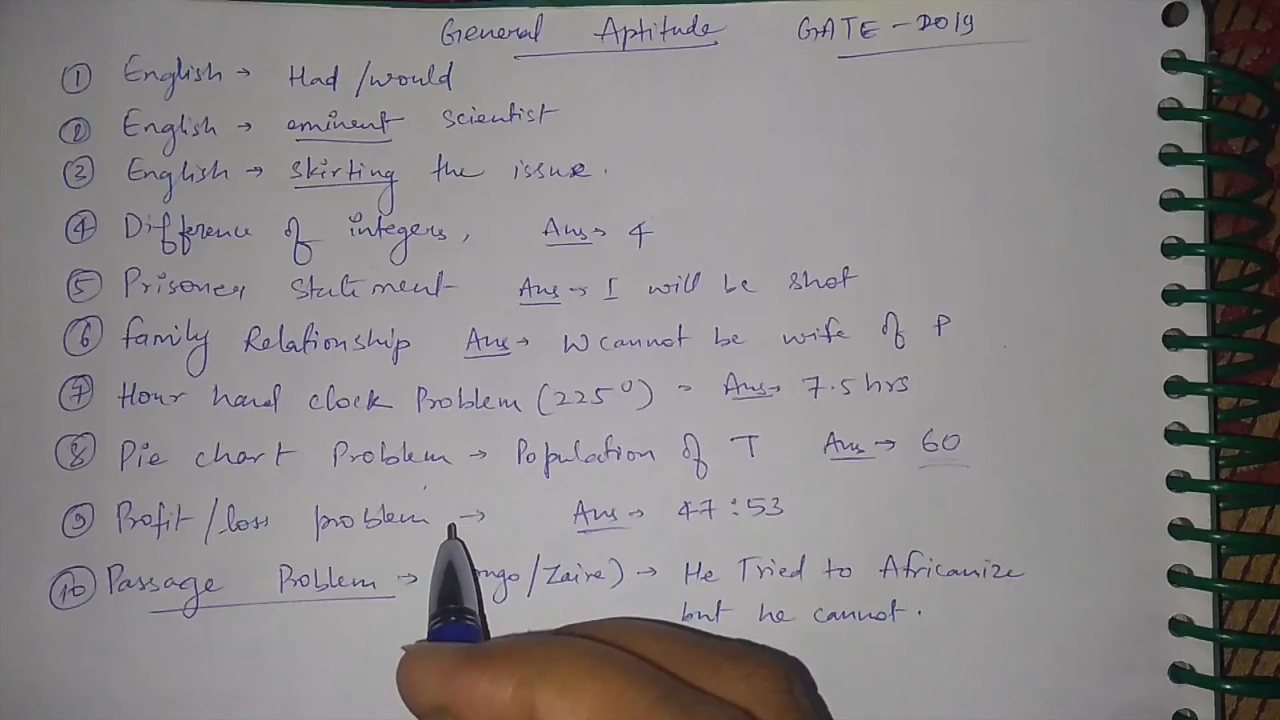 General Aptitude GATE-2019
① English → Had/would
② English → eminent scientist
③ English → skirting the issue.
④ Difference of integers, Ans → 4
⑤ Prisoner statement Ans → I will be shot
⑥ family Relationship Ans → W cannot be wife of P
⑦ Hour hand clock Problem (225°) - Ans → 7.5 hrs
⑧ Pie chart Problem → Population of T Ans → 60
⑨ Profit/loss problem → Ans → 47:53
⑩ Passage Problem → /Zaire) → He Tried to Africanize
but he cannot.